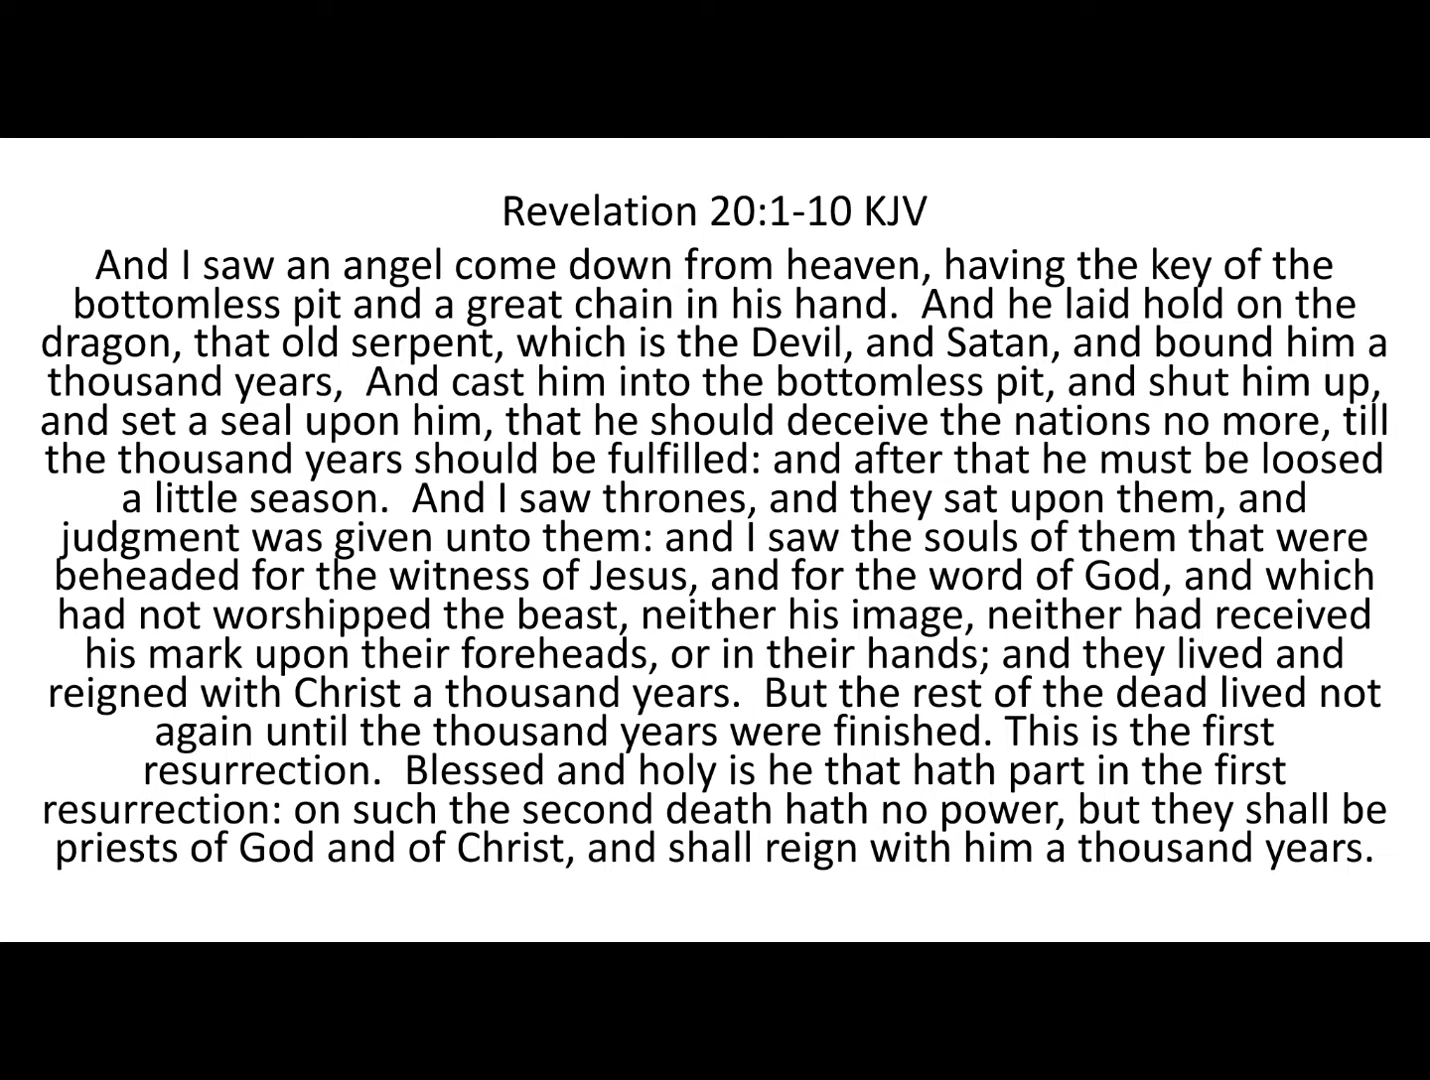 Revelation 20:1-10 KJV
And I saw an angel come down from heaven, having the key of the
bottomless pit and a great chain in his hand.  And he laid hold on the
dragon, that old serpent, which is the Devil, and Satan, and bound him a
thousand years,  And cast him into the bottomless pit, and shut him up,
and set a seal upon him, that he should deceive the nations no more, till
the thousand years should be fulfilled: and after that he must be loosed
a little season.  And I saw thrones, and they sat upon them, and
judgment was given unto them: and I saw the souls of them that were
beheaded for the witness of Jesus, and for the word of God, and which
had not worshipped the beast, neither his image, neither had received
his mark upon their foreheads, or in their hands; and they lived and
reigned with Christ a thousand years.  But the rest of the dead lived not
again until the thousand years were finished. This is the first
resurrection.  Blessed and holy is he that hath part in the first
resurrection: on such the second death hath no power, but they shall be
priests of God and of Christ, and shall reign with him a thousand years.